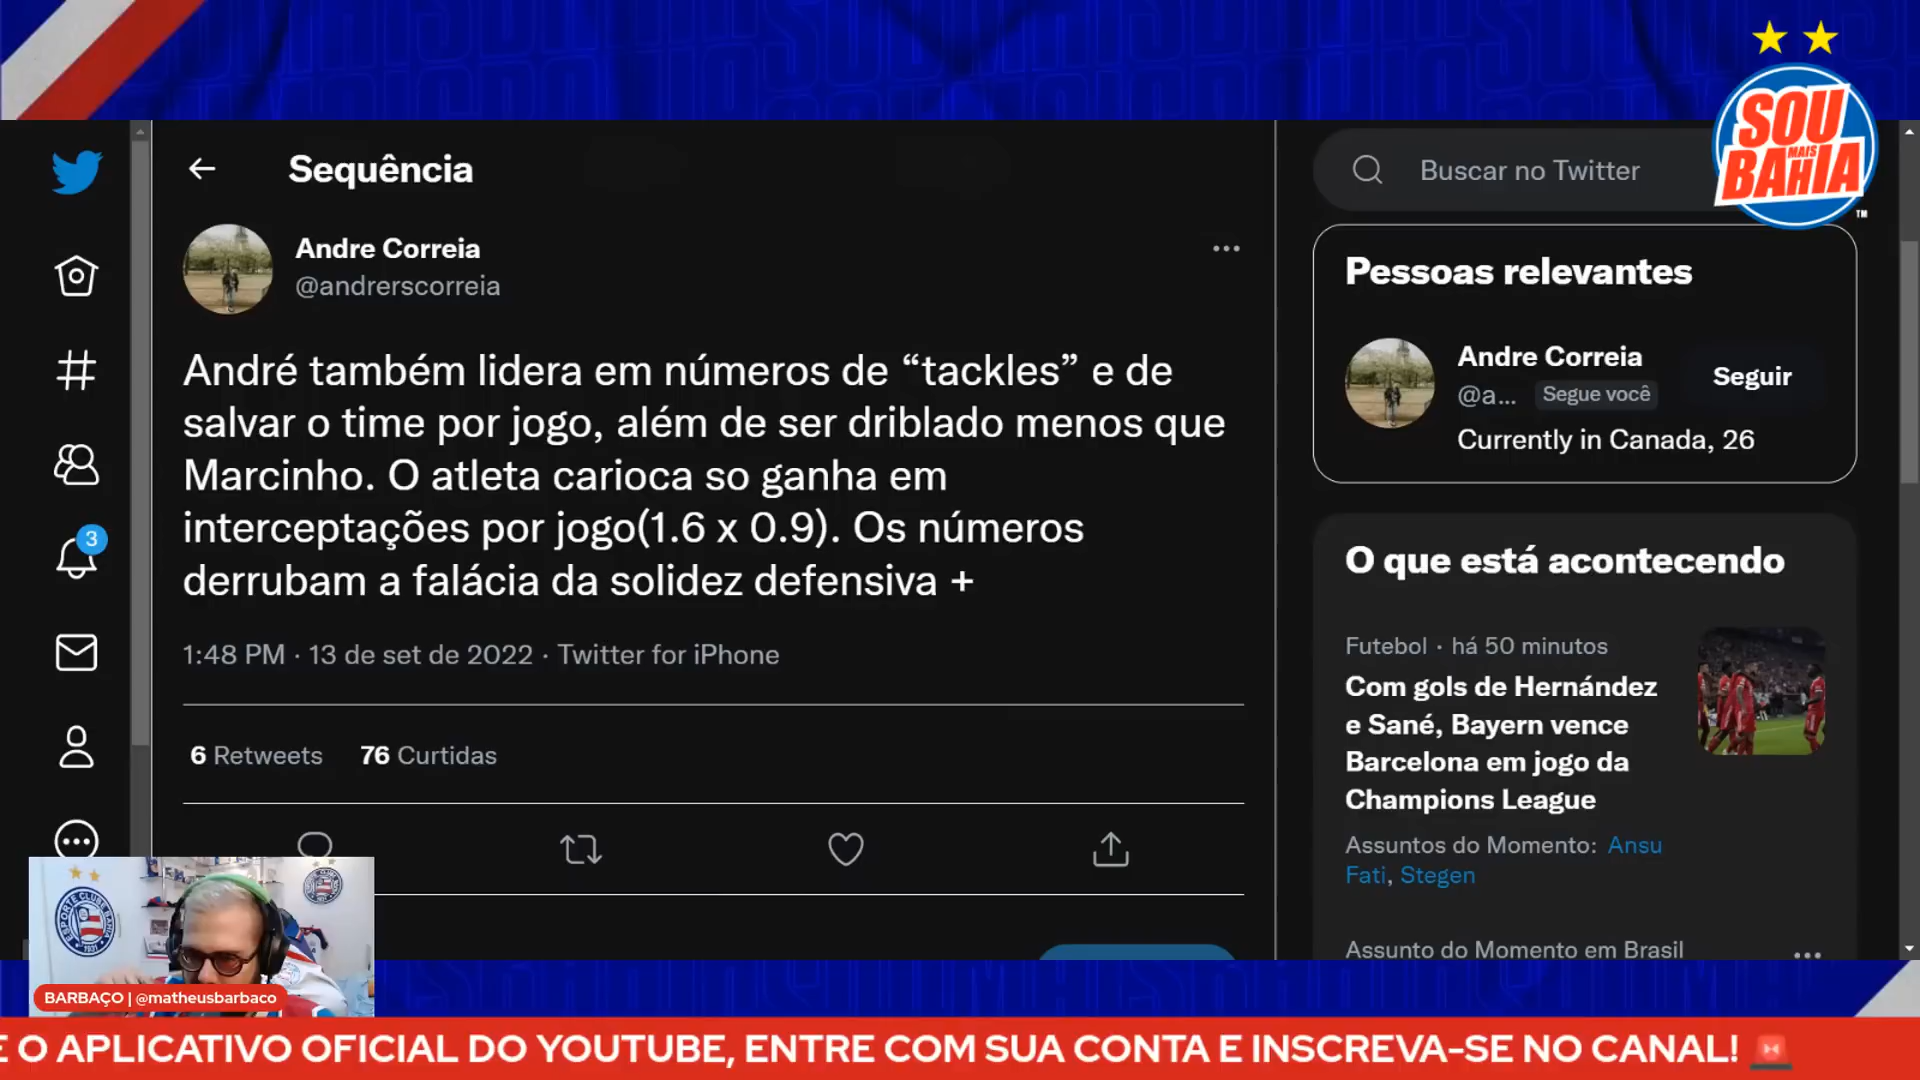 SOU
MAIS
BAHIA
TM
Sequência
Buscar no Twitter
Andre Correia
@andrerscorreia
André também lidera em números de “tackles” e de
salvar o time por jogo, além de ser driblado menos que
Marcinho. O atleta carioca so ganha em
interceptações por jogo(1.6 x 0.9). Os números
derrubam a falácia da solidez defensiva +
1:48 PM · 13 de set de 2022 · Twitter for iPhone
6 Retweets 76 Curtidas
3
Pessoas relevantes
Andre Correia
@a... Segue você
Seguir
Currently in Canada, 26
O que está acontecendo
Futebol · há 50 minutos
Com gols de Hernández
e Sané, Bayern vence
Barcelona em jogo da
Champions League
Assuntos do Momento: Ansu
Fati, Stegen
Assunto do Momento em Brasil
ESPORTE CLUBE BAHIA
1931
BARBAÇO | @matheusbarbaco
E O APLICATIVO OFICIAL DO YOUTUBE, ENTRE COM SUA CONTA E INSCREVA-SE NO CANAL!